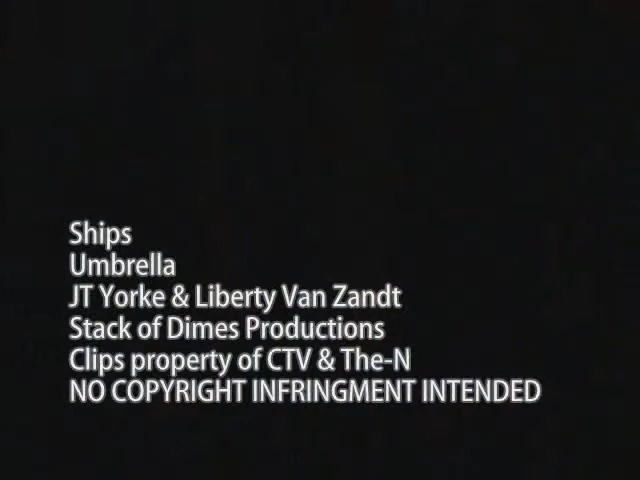 Ships
Umbrella
JT Yorke & Liberty Van Zandt
Stack of Dimes Productions
Clips property of CTV & The-N
NO COPYRIGHT INFRINGMENT INTENDED